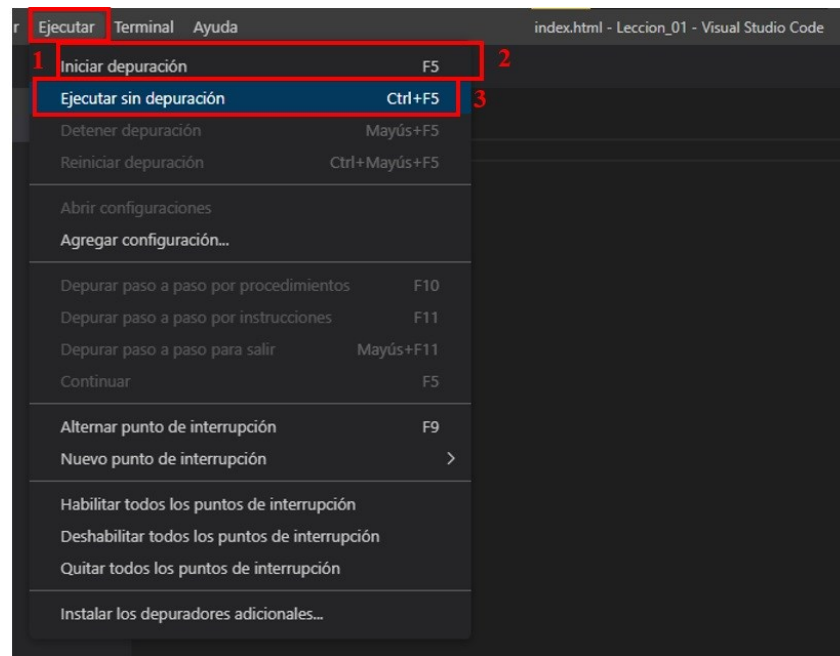 r Ejecutar Terminal Ayuda index.html - Leccion_01 - Visual Studio Code
1 Iniciar depuración F5 2
Ejecutar sin depuración Ctrl+F5 3
Detener depuración Mayús+F5
Reiniciar depuración Ctrl+Mayús+F5
Abrir configuraciones
Agregar configuración...
Depurar paso a paso por procedimientos F10
Depurar paso a paso por instrucciones F11
Depurar paso a paso para salir Mayús+F11
Continuar F5
Alternar punto de interrupción F9
Nuevo punto de interrupción >
Habilitar todos los puntos de interrupción
Deshabilitar todos los puntos de interrupción
Quitar todos los puntos de interrupción
Instalar los depuradores adicionales...